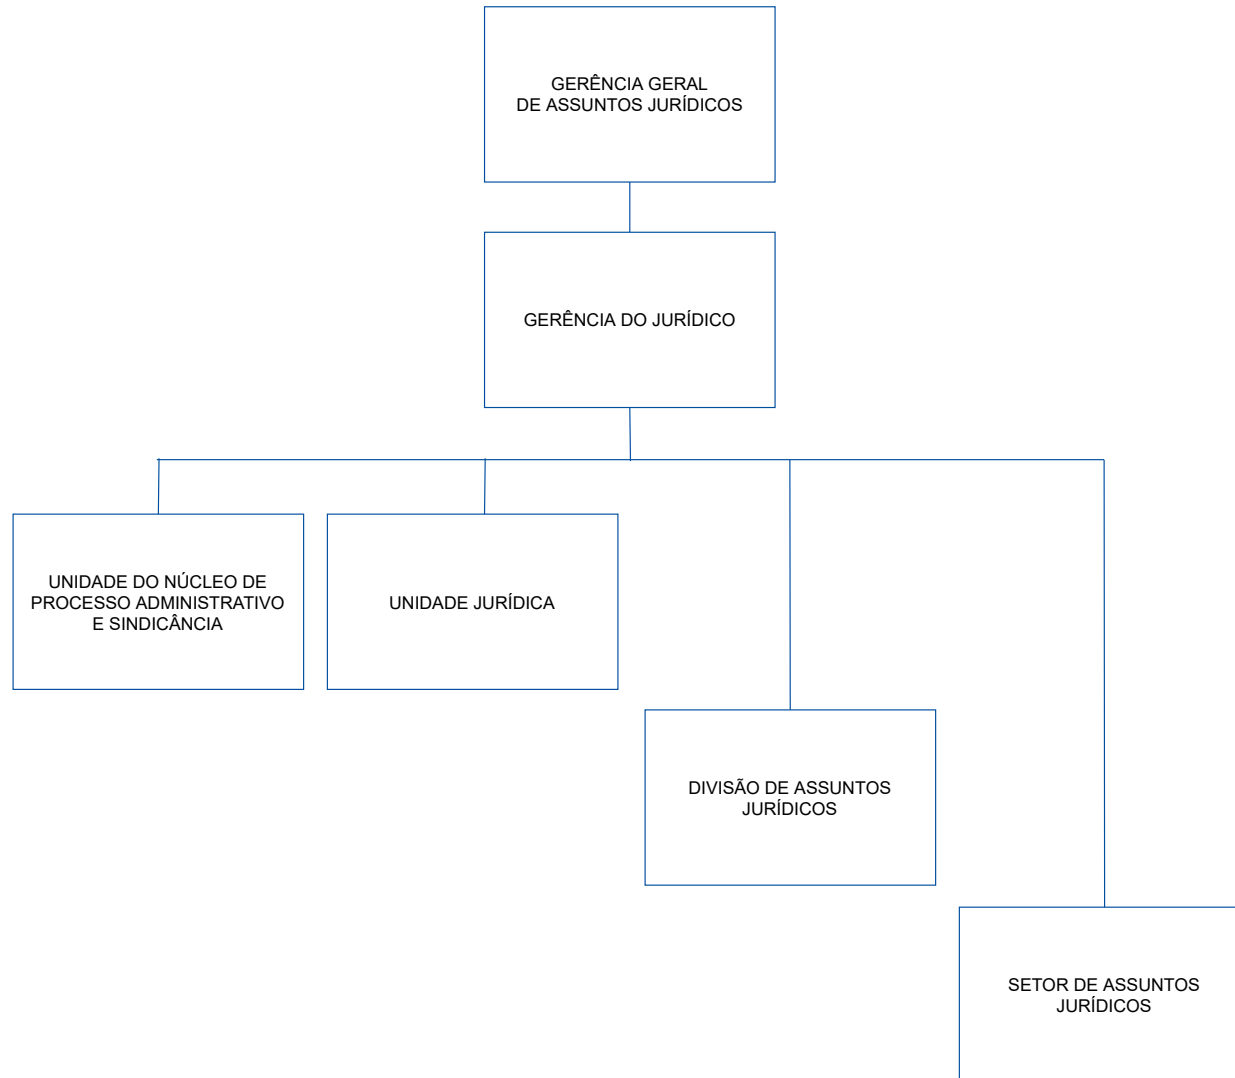 GERÊNCIA GERAL
DE ASSUNTOS JURÍDICOS
GERÊNCIA DO JURÍDICO
UNIDADE DO NÚCLEO DE
PROCESSO ADMINISTRATIVO
E SINDICÂNCIA
UNIDADE JURÍDICA
DIVISÃO DE ASSUNTOS
JURÍDICOS
SETOR DE ASSUNTOS
JURÍDICOS